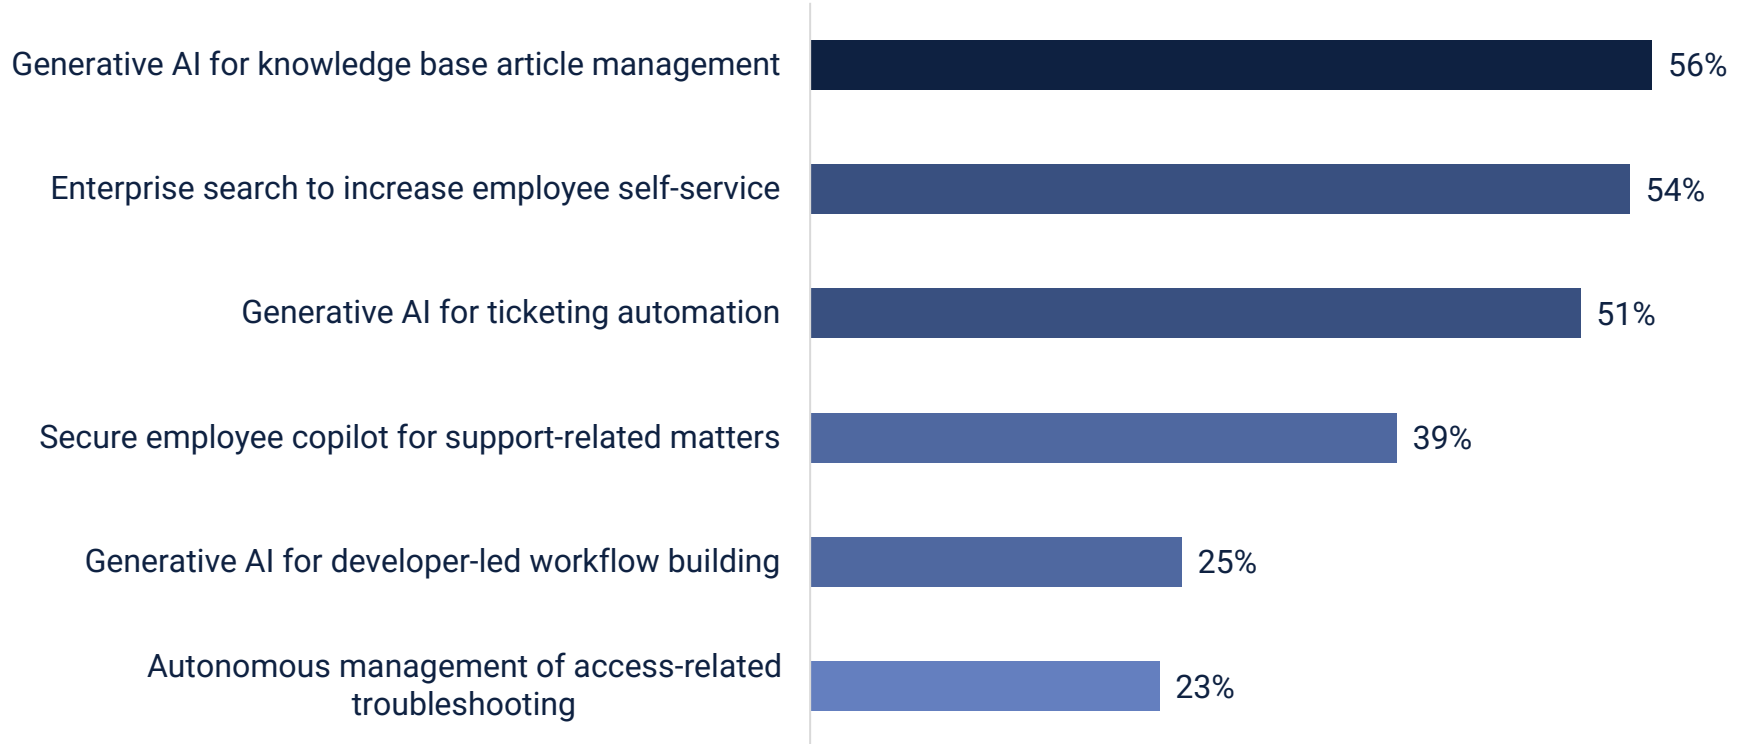 Generative AI for knowledge base article management 56%
Enterprise search to increase employee self-service 54%
Generative AI for ticketing automation 51%
Secure employee copilot for support-related matters 39%
Generative AI for developer-led workflow building 25%
Autonomous management of access-related
troubleshooting 23%